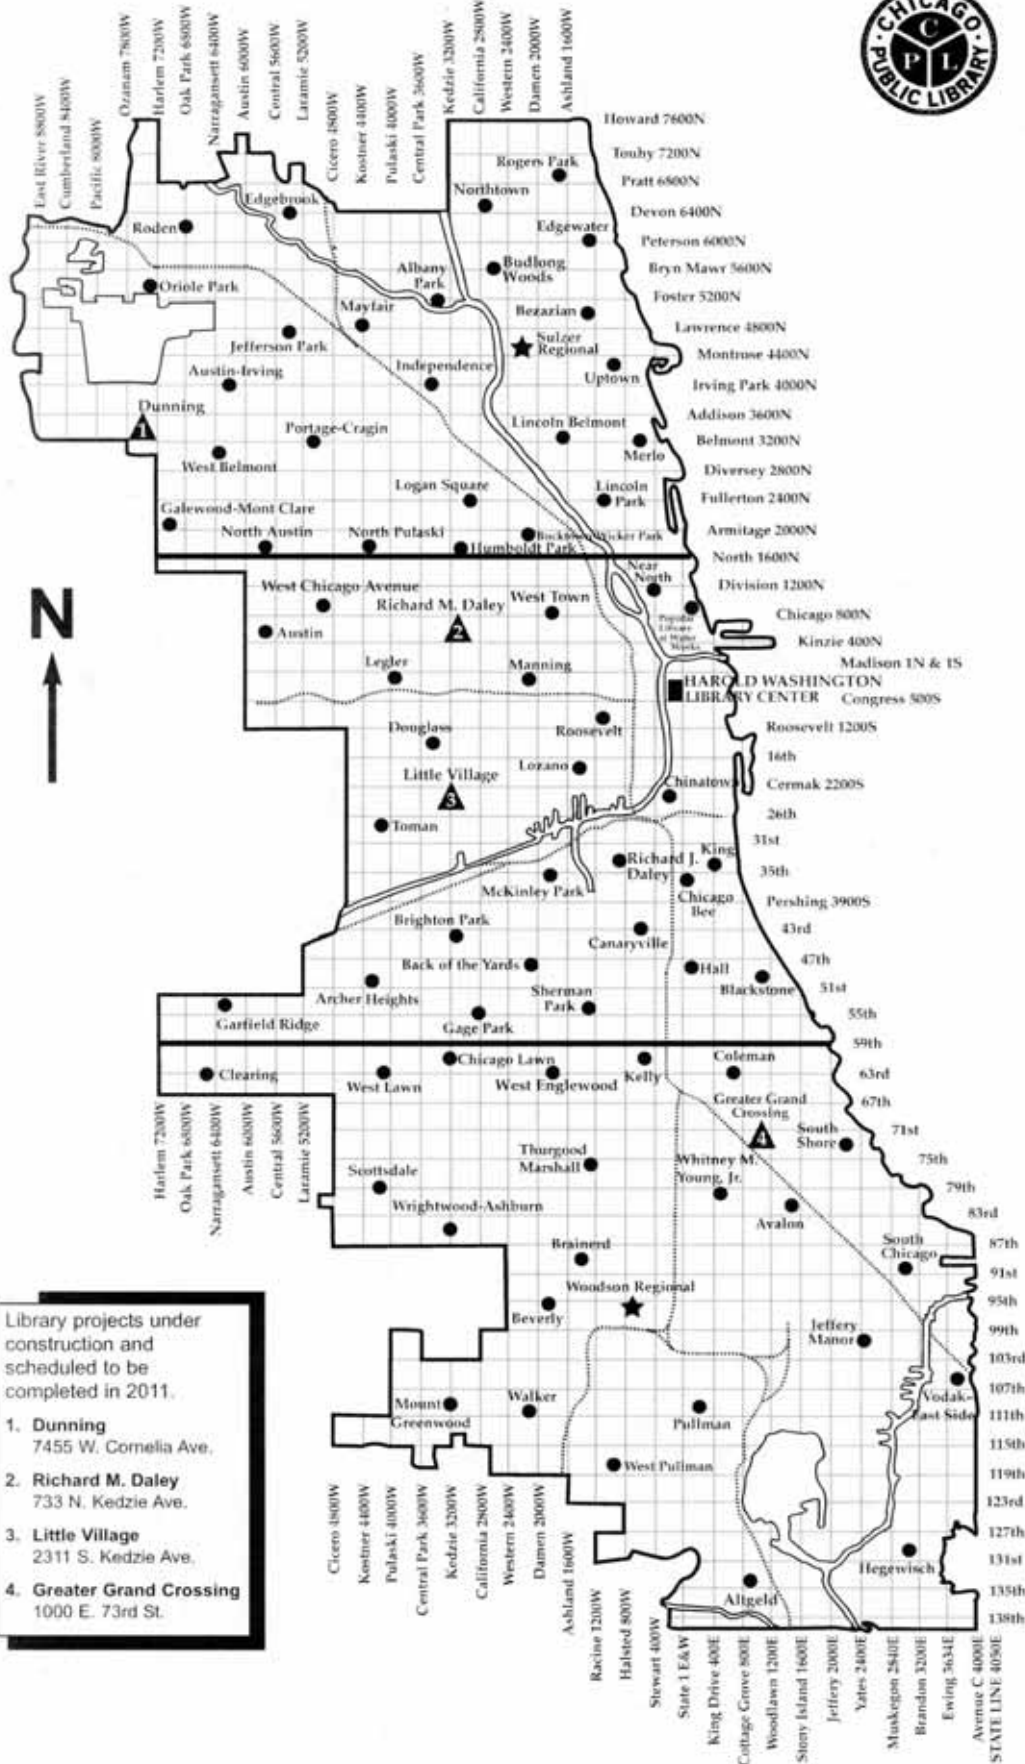 CHICAGO
PUBLIC LIBRARY
C
P L
East River 8800W
Cumberland 8400W
Pacific 8000W
Ozanam 7800W
Harlem 7200W
Oak Park 6800W
Narragansett 6400W
Austin 6000W
Central 5600W
Laramie 5200W
Cicero 4800W
Kostner 4400W
Pulaski 4000W
Central Park 3600W
Kedzie 3200W
California 2800W
Western 2400W
Damen 2000W
Ashland 1600W
Howard 7600N
Touhy 7200N
Pratt 6800N
Devon 6400N
Peterson 6000N
Bryn Mawr 5600N
Foster 5200N
Lawrence 4800N
Montrose 4400N
Irving Park 4000N
Addison 3600N
Belmont 3200N
Diversey 2800N
Fullerton 2400N
Armitage 2000N
North 1600N
Division 1200N
Chicago 800N
Kinzie 400N
Madison 1N & 1S
Congress 500S
Roosevelt 1200S
16th
Cermak 2200S
26th
31st
35th
Pershing 3900S
43rd
47th
51st
55th
59th
63rd
67th
71st
75th
79th
83rd
87th
91st
95th
99th
103rd
107th
111th
115th
119th
123rd
127th
131st
135th
138th
Rogers Park
Northtown
Edgebrook
Roden
Edgewater
Budlong
Woods
Albany
Park
Oriole Park
Mayfair
Bezazian
Jefferson Park
Sulzer
Regional
Independence
Uptown
Austin-Irving
Dunning
1
Portage-Cragin
Lincoln Belmont
Merlo
West Belmont
Logan Square
Lincoln
Park
Galewood-Mont Clare
North Austin
North Pulaski
Bucktown-Wicker Park
Humboldt Park
Near
North
West Chicago Avenue
Richard M. Daley
2
West Town
Popular
Library
at Water
Works
Austin
Legler
Manning
HAROLD WASHINGTON
LIBRARY CENTER
Douglass
Roosevelt
Little Village
3
Lozano
Chinatown
Toman
Richard J.
Daley
King
McKinley Park
Chicago
Bee
Brighton Park
Canaryville
Back of the Yards
Hall
Blackstone
Archer Heights
Sherman
Park
Garfield Ridge
Gage Park
Chicago Lawn
Coleman
Clearing
West Lawn
West Englewood
Kelly
Greater Grand
Crossing
4
South
Shore
Thurgood
Marshall
Whitney M.
Young, Jr.
Scottsdale
Wrightwood-Ashburn
Avalon
Brainerd
South
Chicago
Woodson Regional
Beverly
Jeffery
Manor
Mount
Greenwood
Walker
Pullman
Vodak-
East Side
West Pullman
Hegewisch
Altgeld
N
Harlem 7200W
Oak Park 6800W
Narragansett 6400W
Austin 6000W
Central 5600W
Laramie 5200W
Cicero 4800W
Kostner 4400W
Pulaski 4000W
Central Park 3600W
Kedzie 3200W
California 2800W
Western 2400W
Damen 2000W
Ashland 1600W
Racine 1200W
Halsted 800W
Stewart 400W
State 1 E&W
King Drive 400E
Cottage Grove 800E
Woodlawn 1200E
Stony Island 1600E
Jeffery 2000E
Yates 2400E
Muskegon 2840E
Brandon 3200E
Ewing 3634E
Avenue C 4000E
STATE LINE 4050E
Library projects under
construction and
scheduled to be
completed in 2011.
1. Dunning
7455 W. Cornelia Ave.
2. Richard M. Daley
733 N. Kedzie Ave.
3. Little Village
2311 S. Kedzie Ave.
4. Greater Grand Crossing
1000 E. 73rd St.